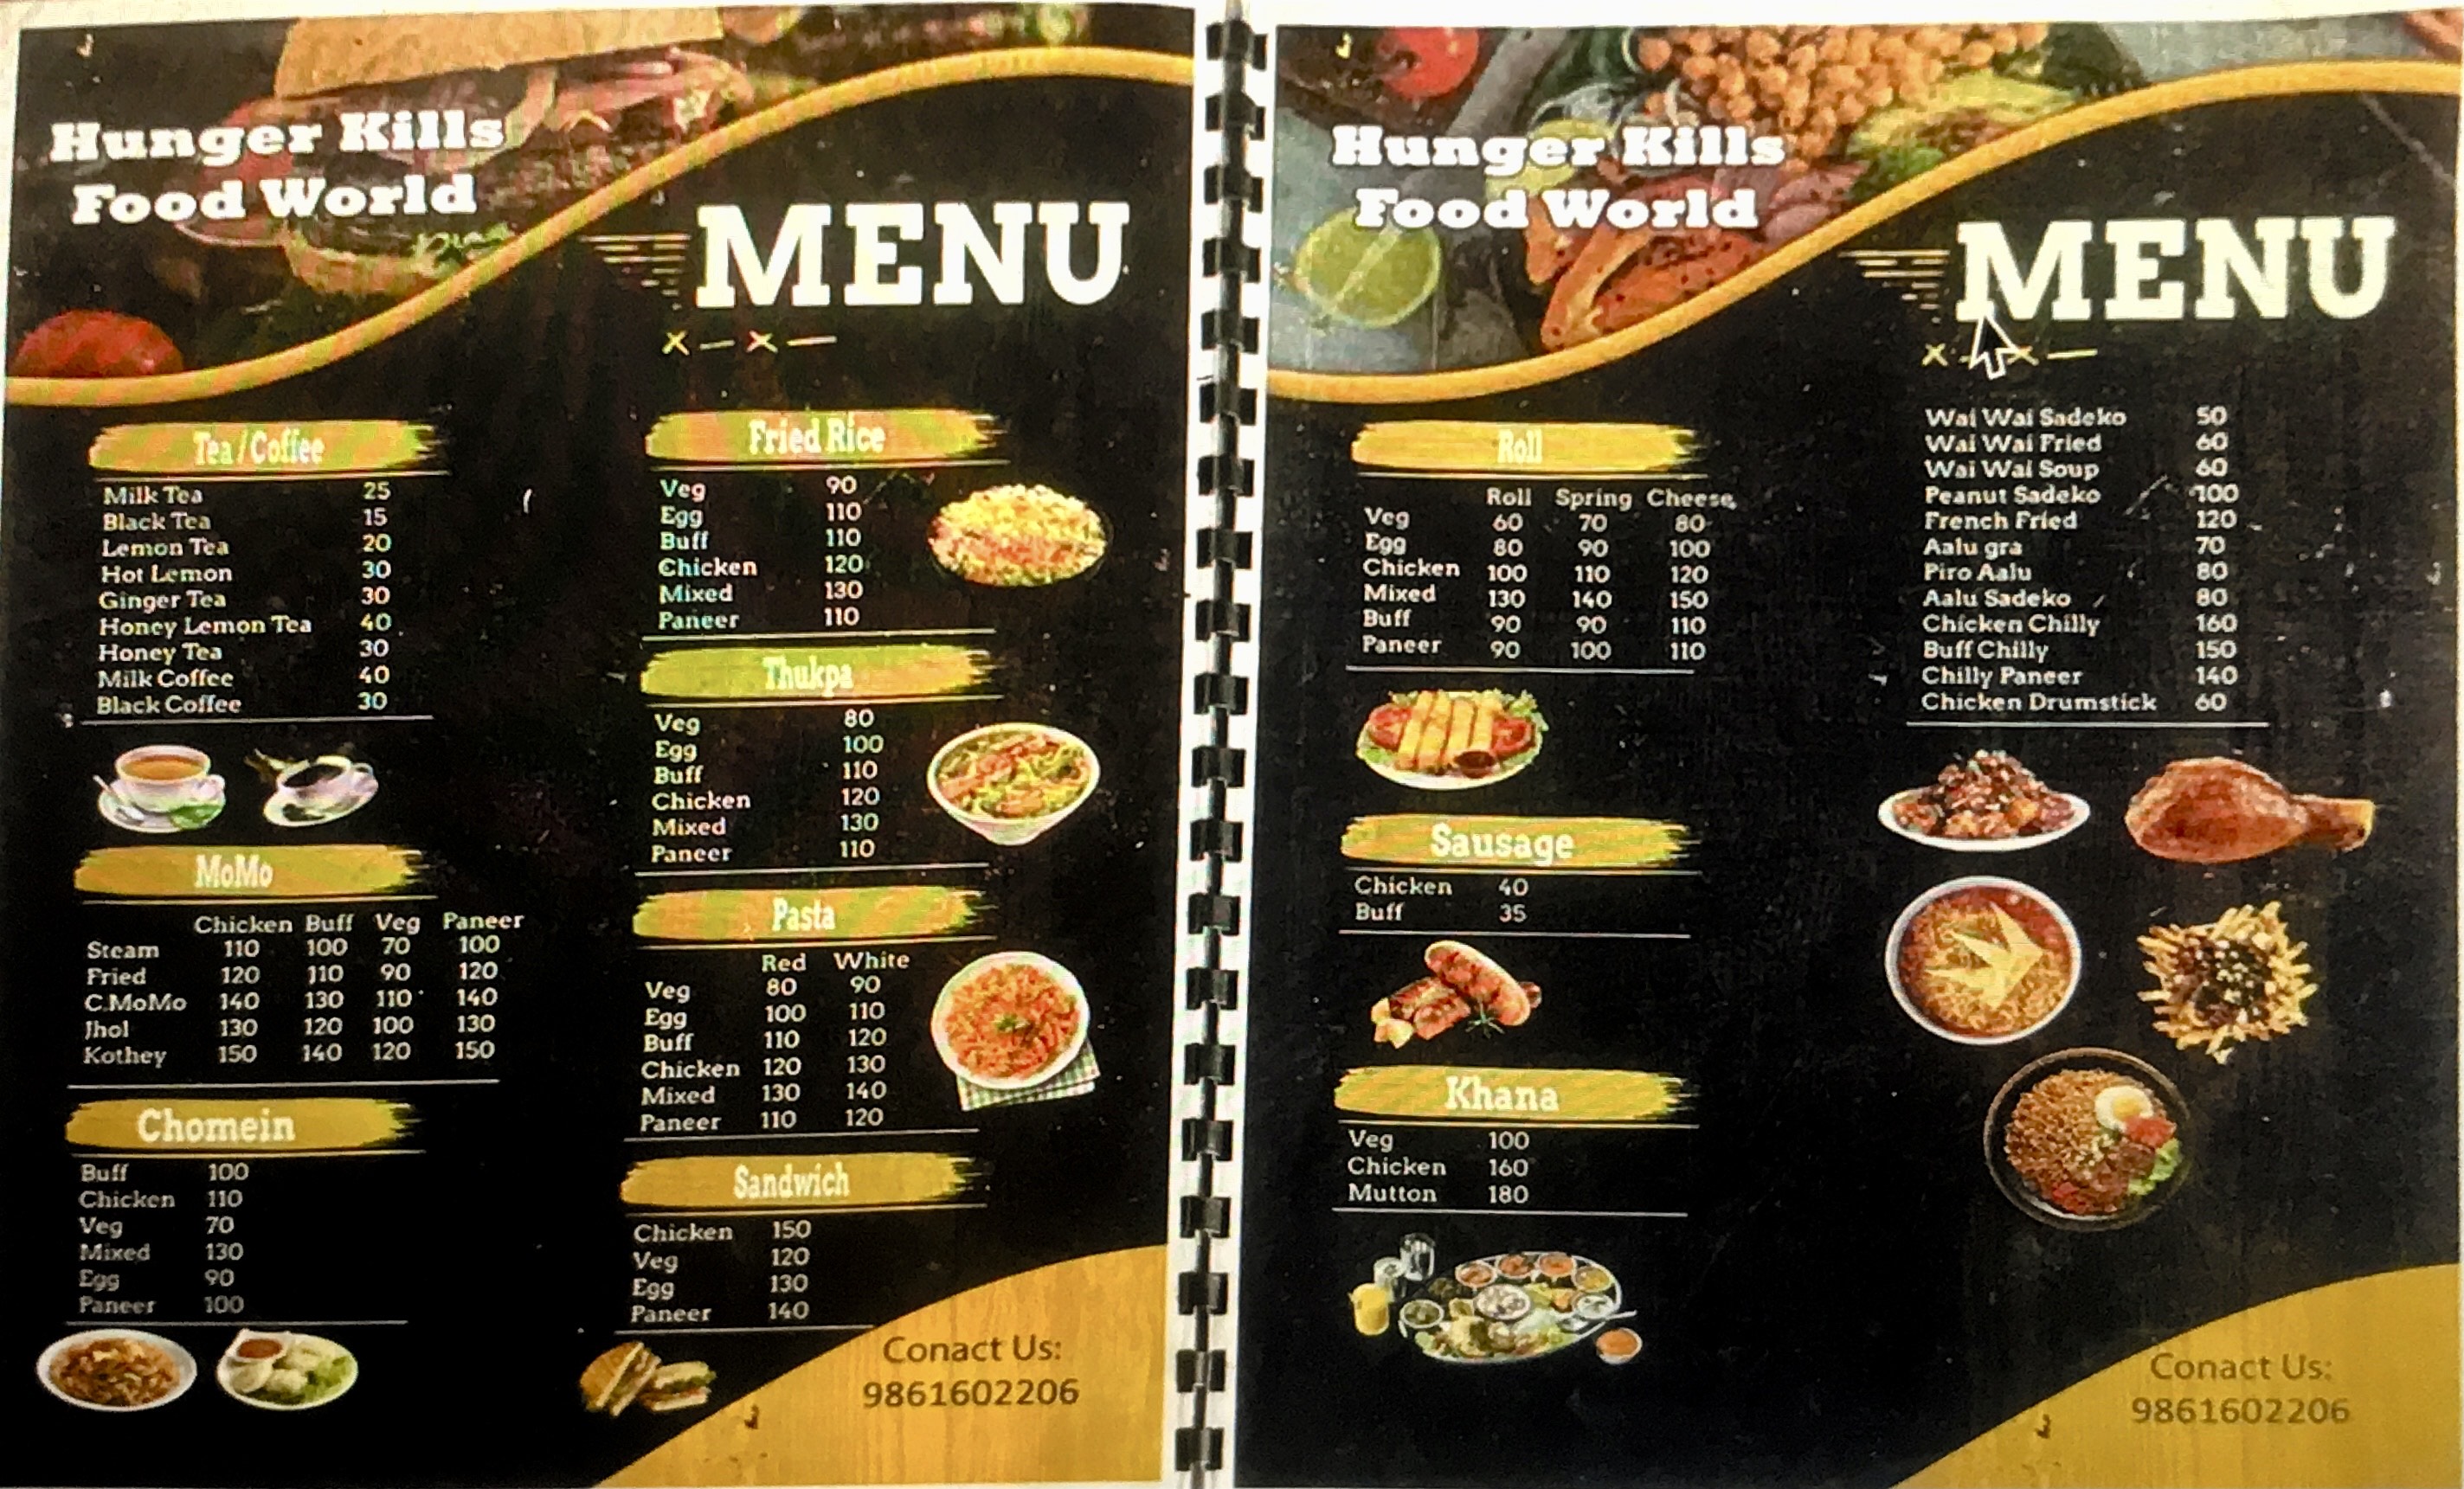 Hunger Kills
Food World
MENU
Tea / Coffee
Milk Tea 25
Black Tea 15
Lemon Tea 20
Hot Lemon 30
Ginger Tea 30
Honey Lemon Tea 40
Honey Tea 30
Milk Coffee 40
Black Coffee 30
MoMo
Chicken Buff Veg Paneer
Steam 110 100 70 100
Fried 120 110 90 120
C.MoMo 140 130 110 140
Jhol 130 120 100 130
Kothey 150 140 120 150
Chomein
Buff 100
Chicken 110
Veg 70
Mixed 130
Egg 90
Paneer 100
Fried Rice
Veg 90
Egg 110
Buff 110
Chicken 120
Mixed 130
Paneer 110
Thukpa
Veg 80
Egg 100
Buff 110
Chicken 120
Mixed 130
Paneer 110
Pasta
Red White
Veg 80 90
Egg 100 110
Buff 110 120
Chicken 120 130
Mixed 130 140
Paneer 110 120
Sandwich
Chicken 150
Veg 120
Egg 130
Paneer 140
Conact Us:
9861602206
Hunger Kills
Food World
MENU
Roll
Roll Spring Cheese
Veg 60 70 80
Egg 80 90 100
Chicken 100 110 120
Mixed 130 140 150
Buff 90 90 110
Paneer 90 100 110
Sausage
Chicken 40
Buff 35
Khana
Veg 100
Chicken 160
Mutton 180
Wai Wai Sadeko 50
Wai Wai Fried 60
Wai Wai Soup 60
Peanut Sadeko 100
French Fried 120
Aalu gra 70
Piro Aalu 80
Aalu Sadeko 80
Chicken Chilly 160
Buff Chilly 150
Chilly Paneer 140
Chicken Drumstick 60
Conact Us:
9861602206